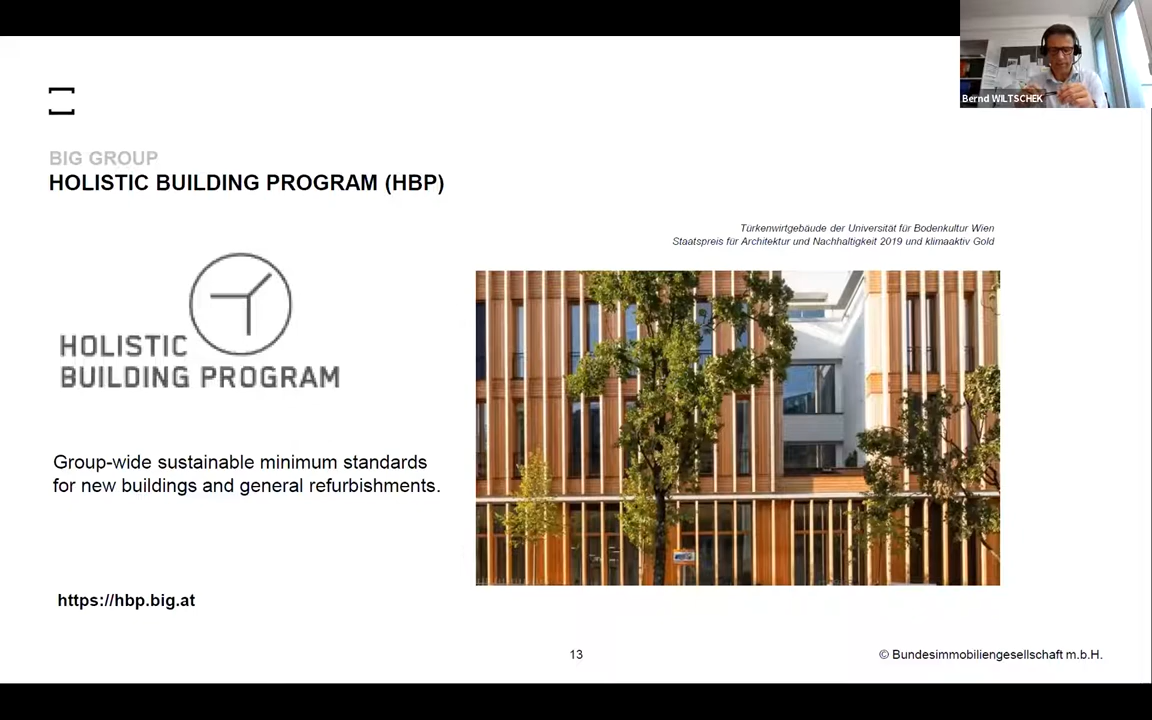 Bernd WILTSCHEK
BIG GROUP
HOLISTIC BUILDING PROGRAM (HBP)
Türkenwirtgebäude der Universität für Bodenkultur Wien
Staatspreis für Architektur und Nachhaltigkeit 2019 und klimaaktiv Gold
HOLISTIC
BUILDING PROGRAM
Group-wide sustainable minimum standards
for new buildings and general refurbishments.
https://hbp.big.at
13
© Bundesimmobiliengesellschaft m.b.H.